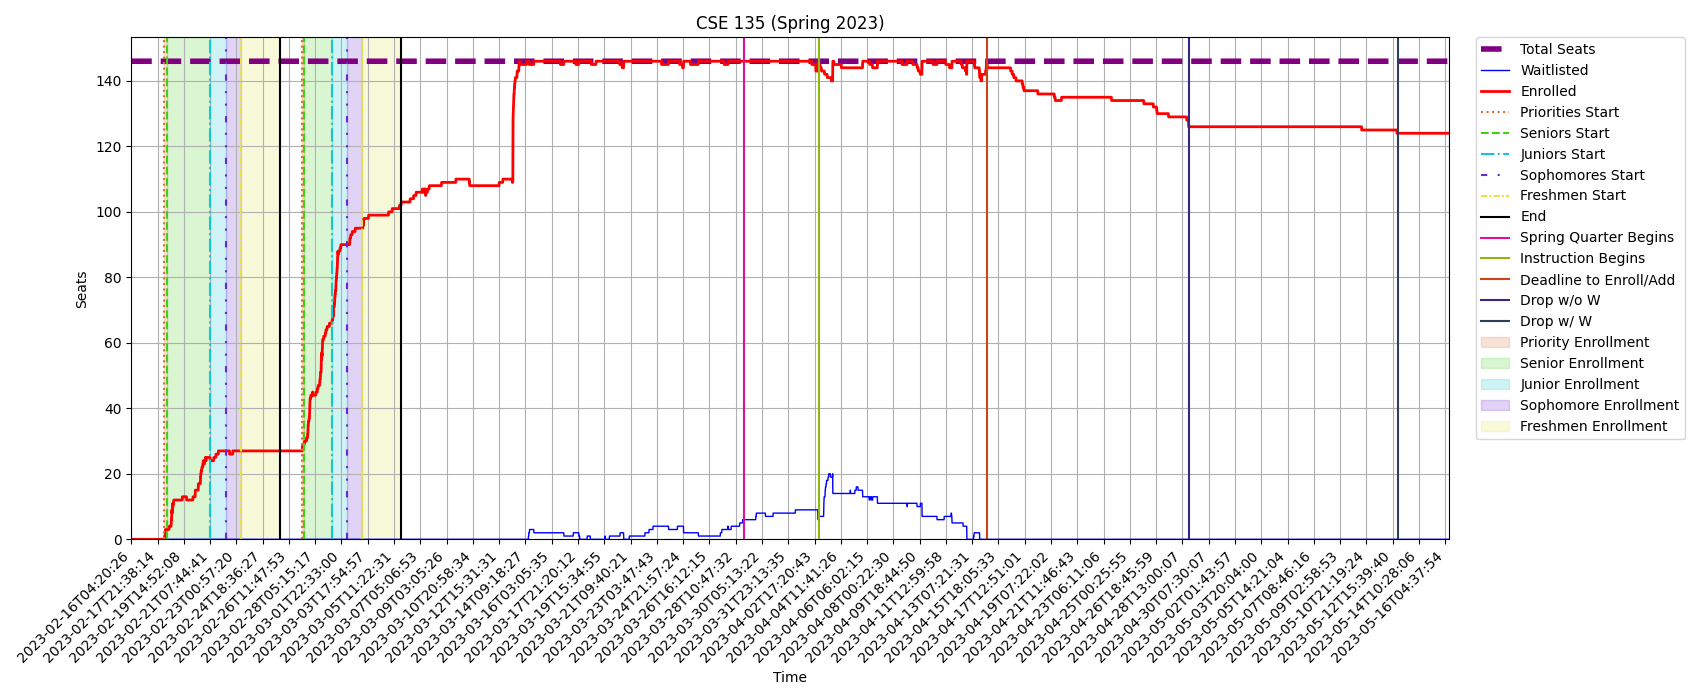 CSE 135 (Spring 2023)
Seats
140
120
100
80
60
40
20
0
2023-02-16T04:20:26
2023-02-17T21:38:14
2023-02-19T14:52:08
2023-02-21T07:44:41
2023-02-23T00:57:20
2023-02-24T18:36:27
2023-02-26T11:47:53
2023-02-28T05:15:17
2023-03-01T22:33:00
2023-03-03T17:54:57
2023-03-05T11:22:31
2023-03-07T05:06:53
2023-03-09T03:05:26
2023-03-10T20:58:34
2023-03-12T15:31:31
2023-03-14T09:18:27
2023-03-16T03:05:35
2023-03-17T21:20:12
2023-03-19T15:34:55
2023-03-21T09:40:21
2023-03-23T03:47:43
2023-03-24T21:57:24
2023-03-26T16:12:15
2023-03-28T10:47:32
2023-03-30T05:13:22
2023-03-31T23:13:35
2023-04-02T17:20:43
2023-04-04T11:41:26
2023-04-06T06:02:15
2023-04-08T00:22:30
2023-04-09T18:44:50
2023-04-11T12:59:58
2023-04-13T07:21:31
2023-04-15T18:05:33
2023-04-17T12:51:01
2023-04-19T07:22:02
2023-04-21T11:46:43
2023-04-23T06:11:06
2023-04-25T00:25:55
2023-04-26T18:45:59
2023-04-28T13:00:07
2023-04-30T07:30:07
2023-05-02T01:43:57
2023-05-03T20:04:00
2023-05-05T14:21:04
2023-05-07T08:46:16
2023-05-09T02:58:53
2023-05-10T21:19:24
2023-05-12T15:39:40
2023-05-14T10:28:06
2023-05-16T04:37:54
Time
Total Seats
Waitlisted
Enrolled
Priorities Start
Seniors Start
Juniors Start
Sophomores Start
Freshmen Start
End
Spring Quarter Begins
Instruction Begins
Deadline to Enroll/Add
Drop w/o W
Drop w/ W
Priority Enrollment
Senior Enrollment
Junior Enrollment
Sophomore Enrollment
Freshmen Enrollment